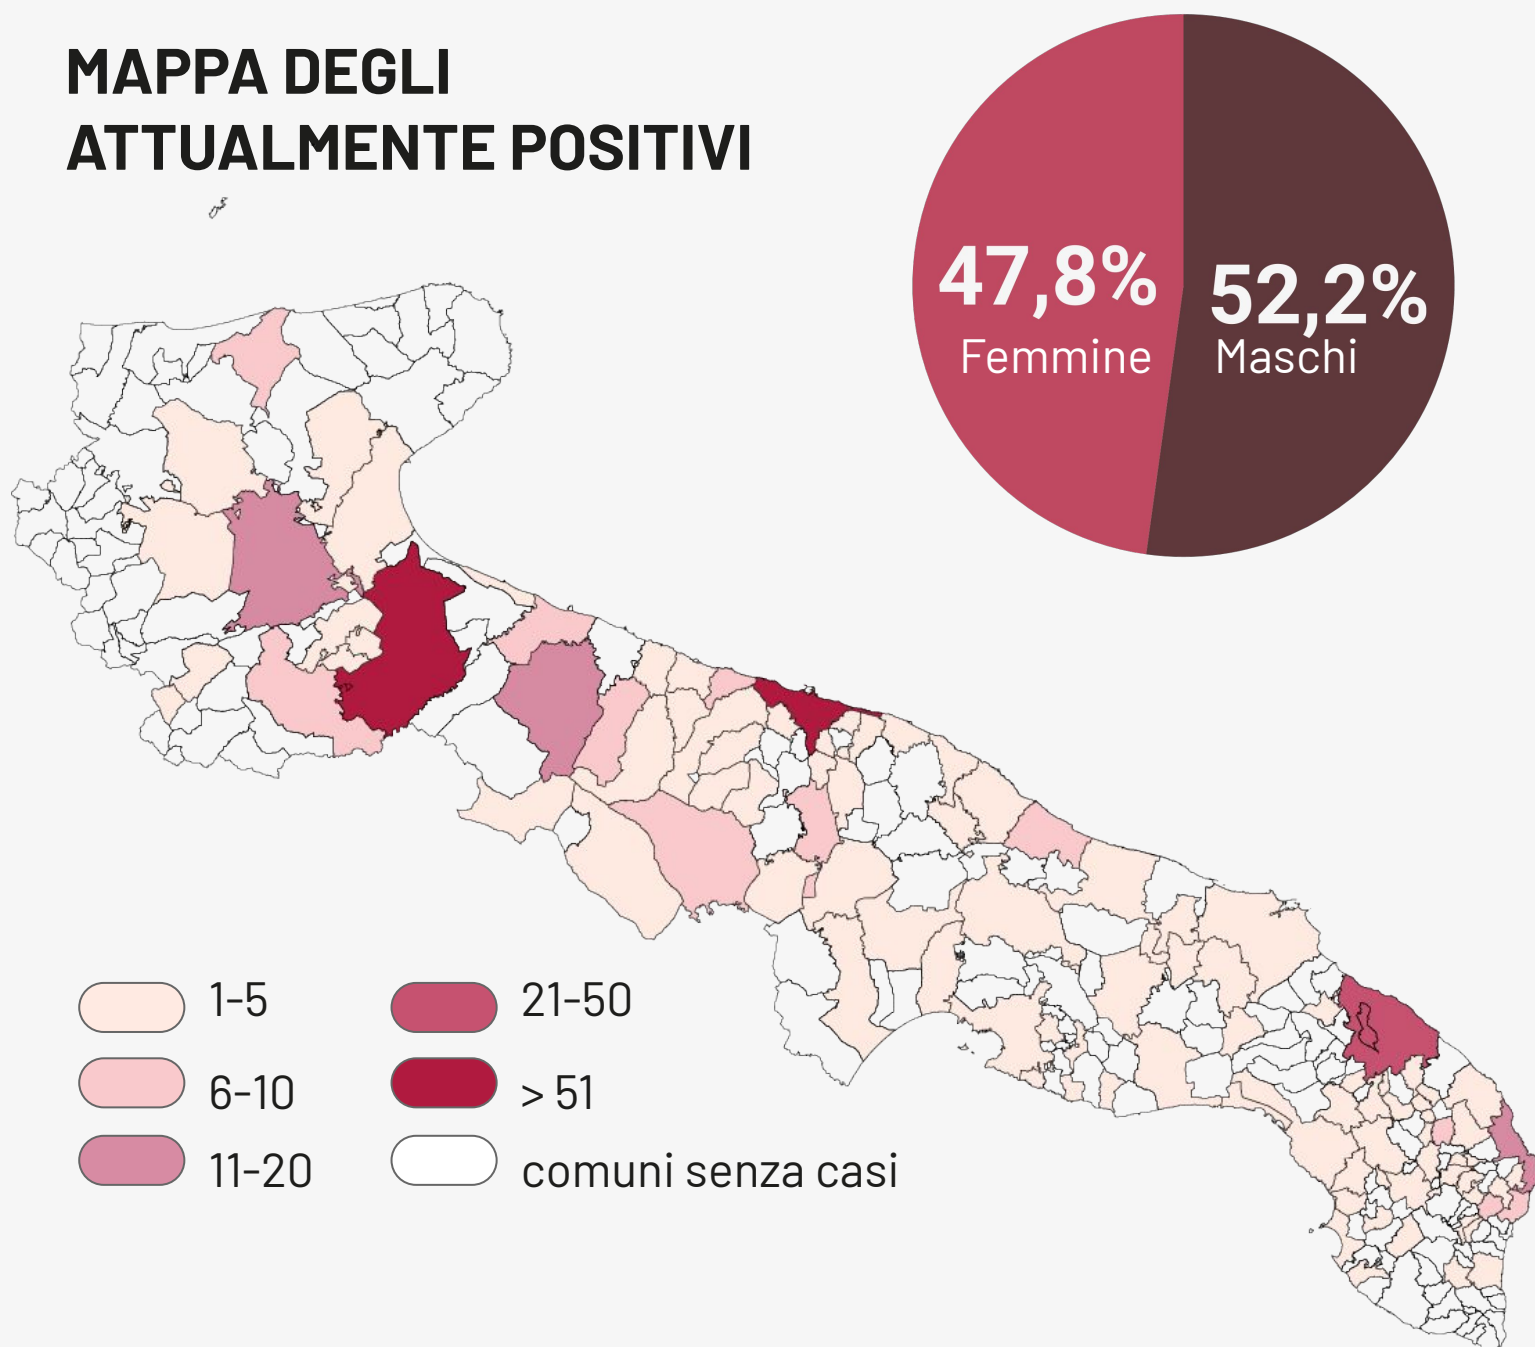 MAPPA DEGLI
ATTUALMENTE POSITIVI
47,8%
Femmine
52,2%
Maschi
1-5
6-10
11-20
21-50
> 51
comuni senza casi